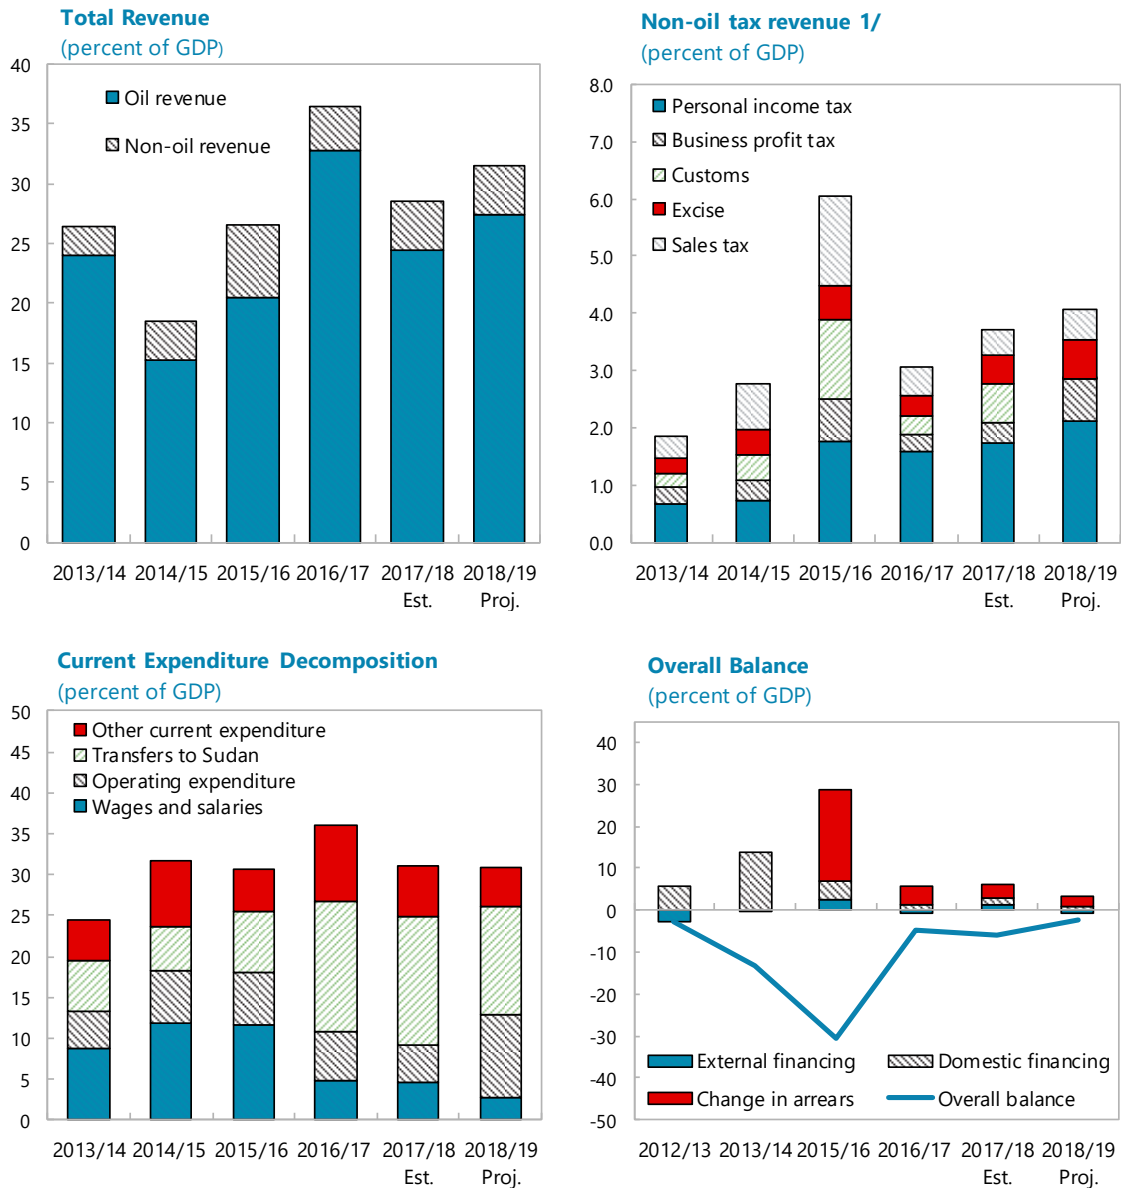 Total Revenue
(percent of GDP)
40
35
30
25
20
15
10
5
0
Oil revenue
Non-oil revenue
2013/14 2014/15 2015/16 2016/17 2017/18 2018/19
Est. Proj.
Non-oil tax revenue 1/
(percent of GDP)
8.0
7.0
6.0
5.0
4.0
3.0
2.0
1.0
0.0
Personal income tax
Business profit tax
Customs
Excise
Sales tax
2013/14 2014/15 2015/16 2016/17 2017/18 2018/19
Est. Proj.
Current Expenditure Decomposition
(percent of GDP)
50
45
40
35
30
25
20
15
10
5
0
Other current expenditure
Transfers to Sudan
Operating expenditure
Wages and salaries
2013/14 2014/15 2015/16 2016/17 2017/18 2018/19
Est. Proj.
Overall Balance
(percent of GDP)
40
30
20
10
0
-10
-20
-30
-40
-50
External financing Domestic financing
Change in arrears Overall balance
2012/13 2013/14 2015/16 2016/17 2017/18 2018/19
Est. Proj.